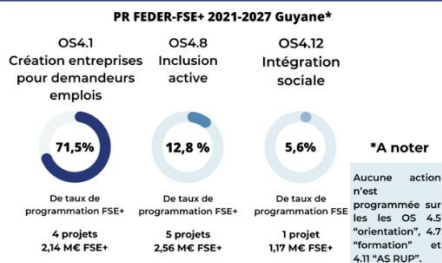 PR FEDER-FSE+ 2021-2027 Guyane*
OS4.1
Création entreprises
pour demandeurs
emplois
71,5%
De taux de
programmation FSE+
4 projets
2,14 M€ FSE+
OS4.8
Inclusion
active
12,8 %
De taux de
programmation FSE+
5 projets
2,56 M€ FSE+
OS4.12
Intégration
sociale
5,6%
De taux de
programmation FSE
1 projet
1,17 M€ FSE+
*A noter
Aucune action
n'est
programmée sur
les les OS 4.5
"orientation", 4.7
"formation" et
4.11 "AS RUP".